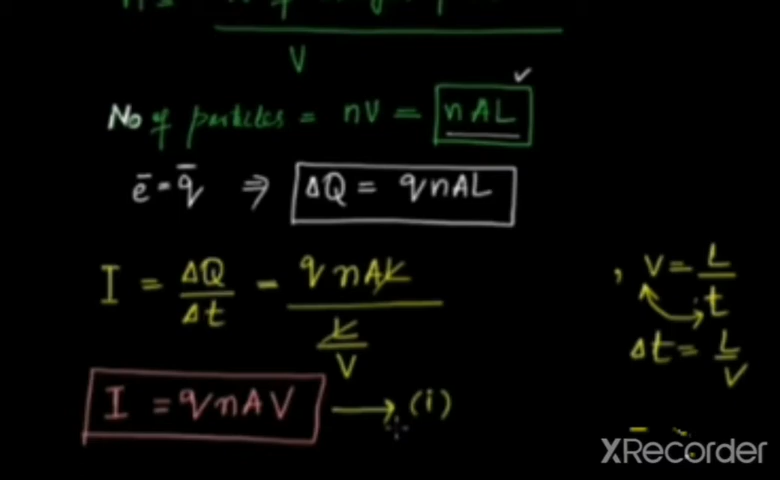 V
No of particles = nV = nAL ✓
ē = q̄ ⇒ ΔQ = qnAL
I = ΔQ/Δt - qnAL/(L/V) , V = L/t
Δt = L/V
I = qnAV → (i)
XRecorder